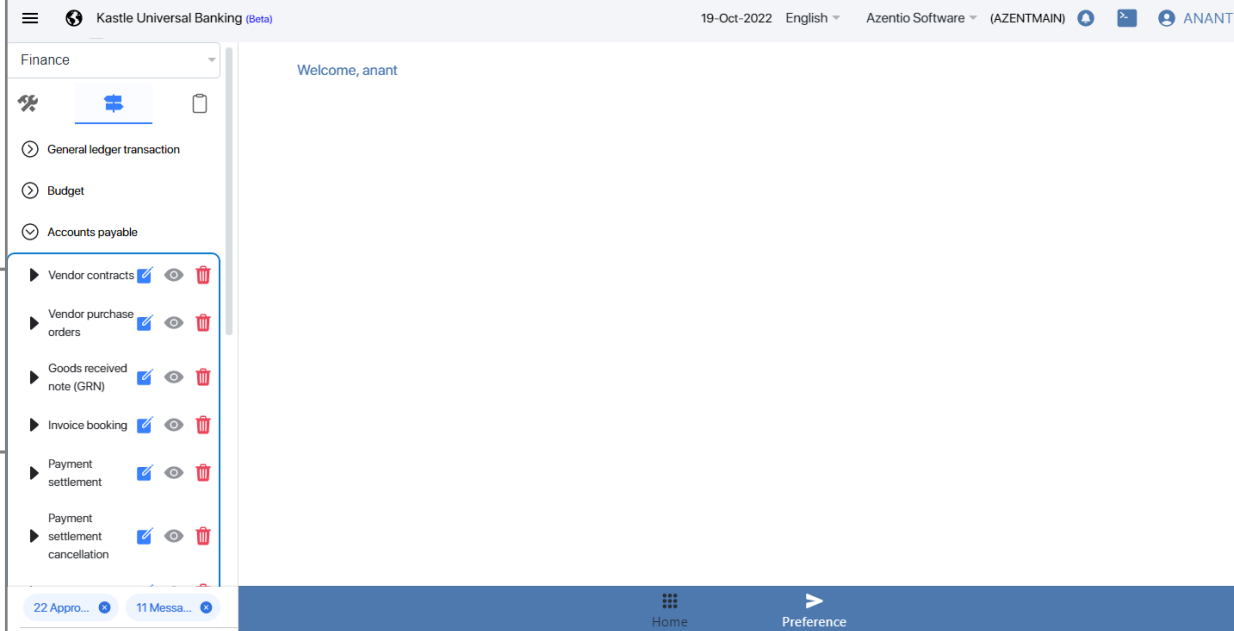 Kastle Universal Banking (Beta)
19-Oct-2022 English Azentio Software (AZENTMAIN) ANANT
Finance
Welcome, anant
General ledger transaction
Budget
Accounts payable
Vendor contracts
Vendor purchase
orders
Goods received
note (GRN)
Invoice booking
Payment
settlement
Payment
settlement
cancellation
22 Appro... 11 Messa...
Home
Preference